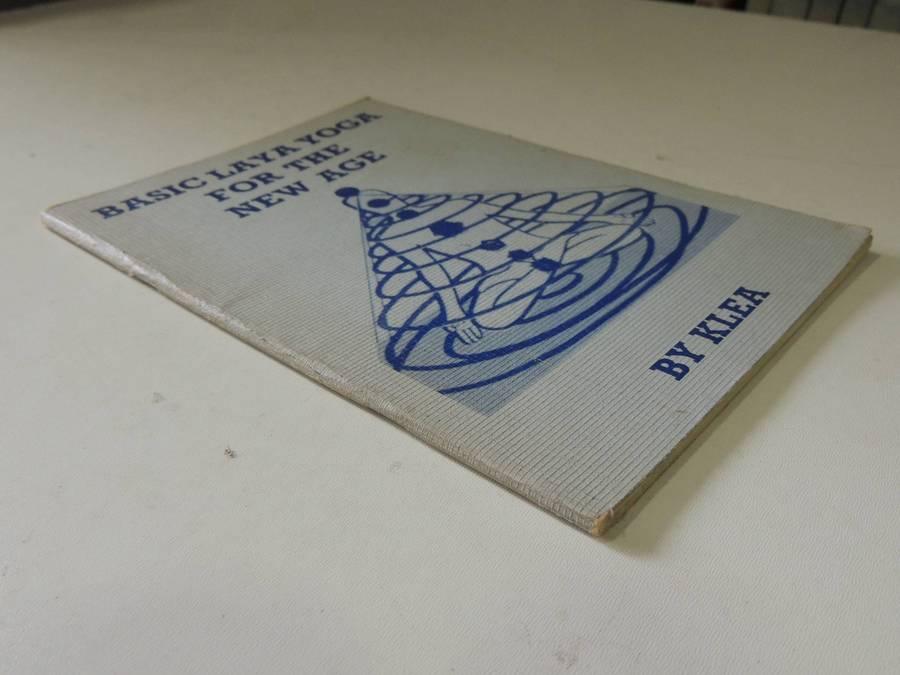 BASIC LAYA YOGA
FOR THE
NEW AGE
BY KLEA